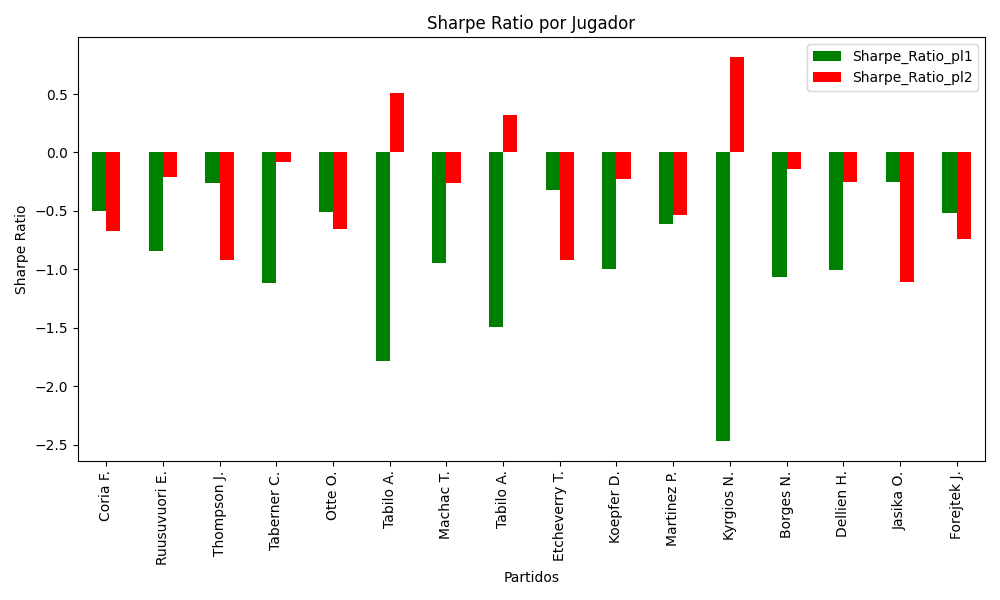 Sharpe Ratio por Jugador
Sharpe_Ratio_pl1
Sharpe_Ratio_pl2
Sharpe Ratio
0.5
0.0
−0.5
−1.0
−1.5
−2.0
−2.5
Coria F.
Ruusuvuori E.
Thompson J.
Taberner C.
Otte O.
Tabilo A.
Machac T.
Tabilo A.
Etcheverry T.
Koepfer D.
Martinez P.
Kyrgios N.
Borges N.
Dellien H.
Jasika O.
Forejtek J.
Partidos